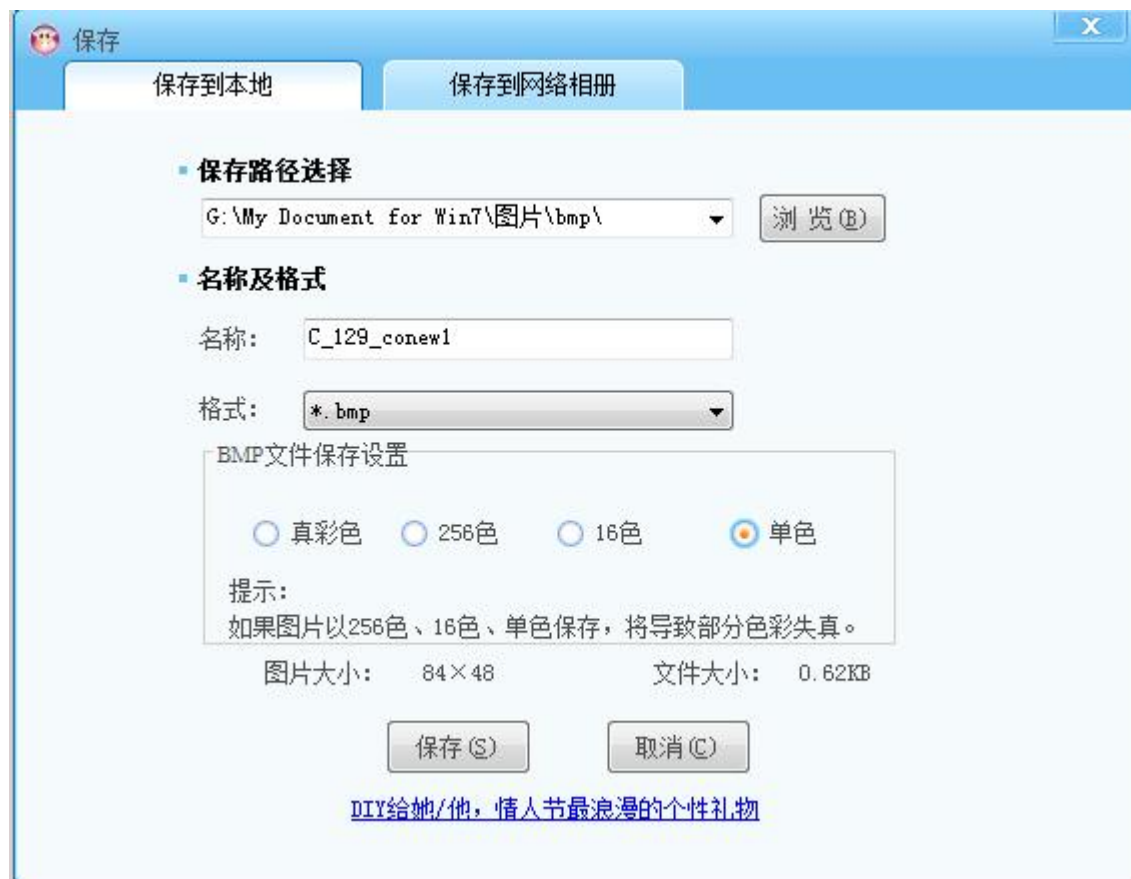 保存
X
保存到本地 保存到网络相册
保存路径选择
G:\My Document for Win7\图片\bmp\ 浏 览(B)
名称及格式
名称: C_129_conew1
格式: *.bmp
BMP文件保存设置
真彩色 256色 16色 单色
提示:
如果图片以256色、16色、单色保存，将导致部分色彩失真。
图片大小: 84×48 文件大小: 0.62KB
保存(S) 取消(C)
DIY给她/他，情人节最浪漫的个性礼物